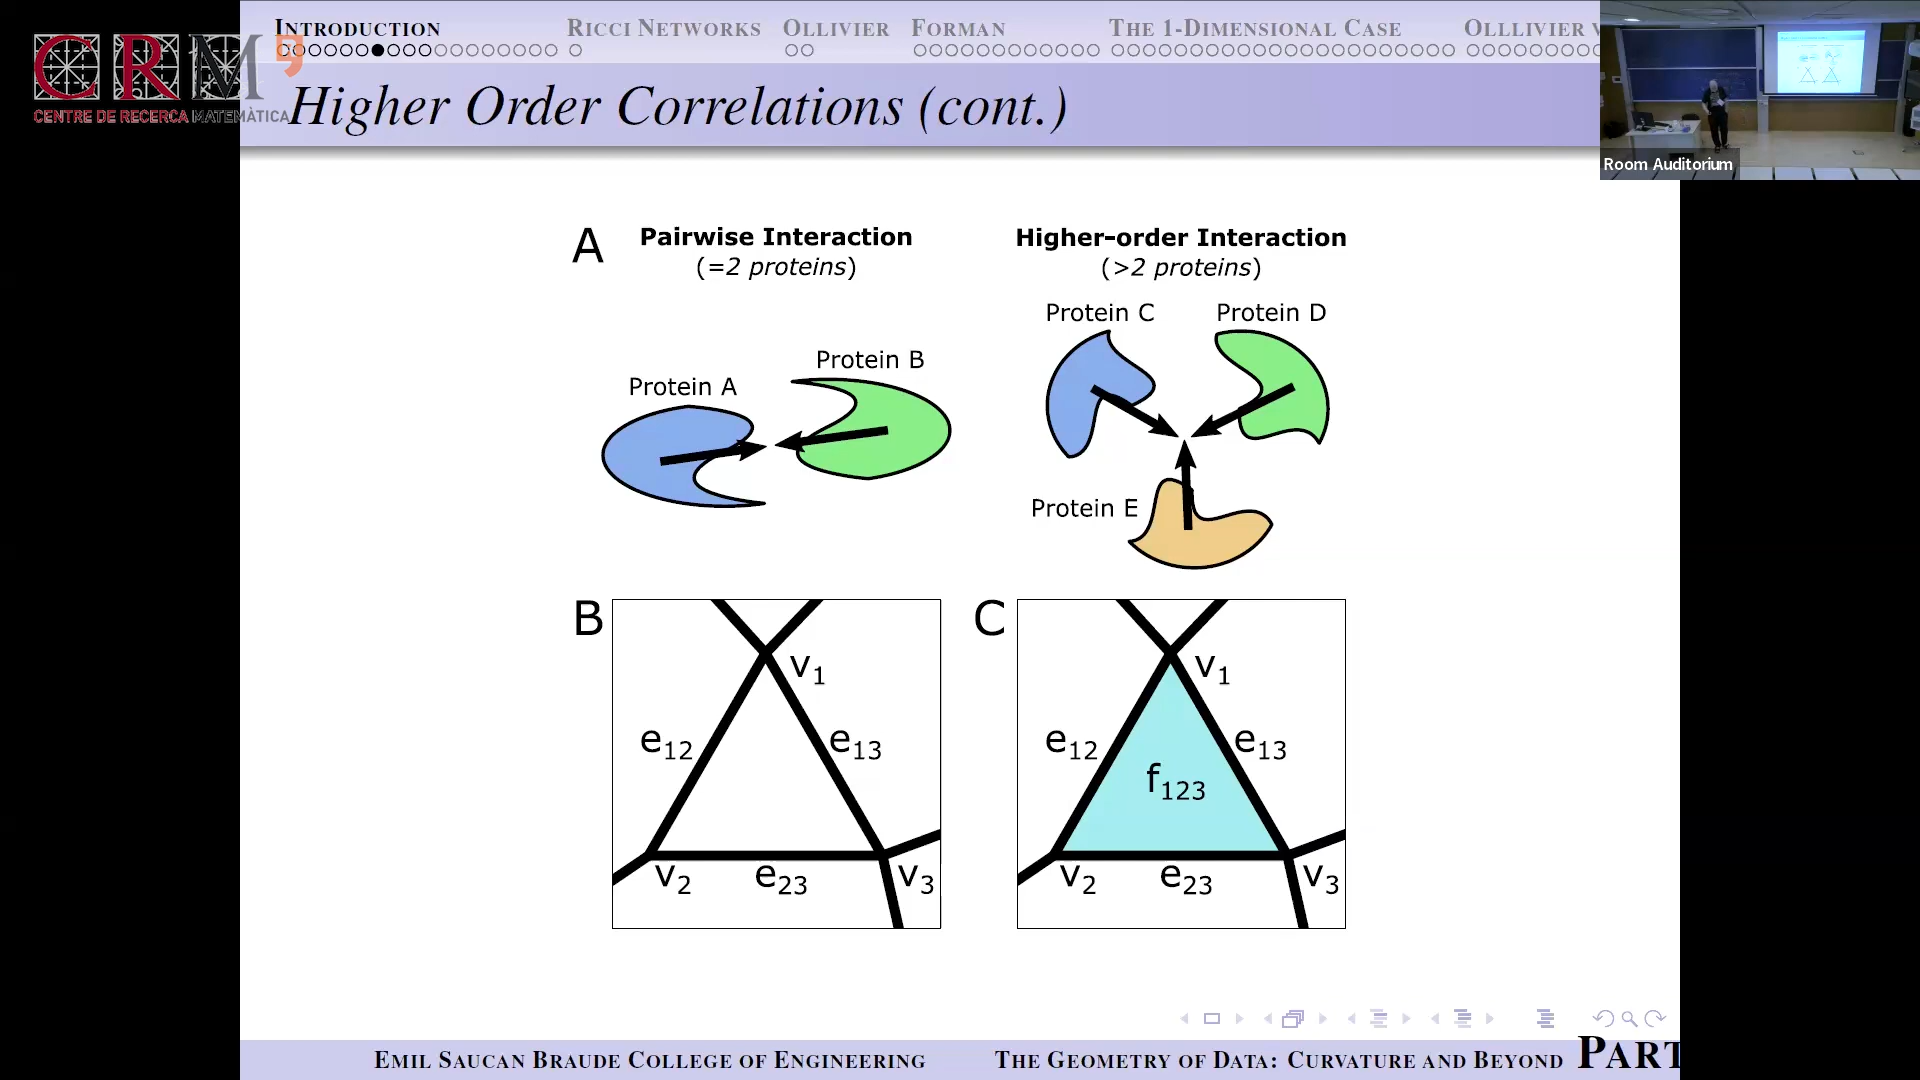 INTRODUCTION RICCI NETWORKS OLLIVIER FORMAN THE 1-DIMENSIONAL CASE OLLLIVIER V
CRM
CENTRE DE RECERCA MATEMÀTICA
Higher Order Correlations (cont.)
Room Auditorium
A
Pairwise Interaction
(=2 proteins)
Higher-order Interaction
(>2 proteins)
Protein A
Protein B
Protein C
Protein D
Protein E
B
v1
e12
e13
v2
e23
v3
C
v1
e12
e13
f123
v2
e23
v3
EMIL SAUCAN BRAUDE COLLEGE OF ENGINEERING THE GEOMETRY OF DATA: CURVATURE AND BEYOND PART